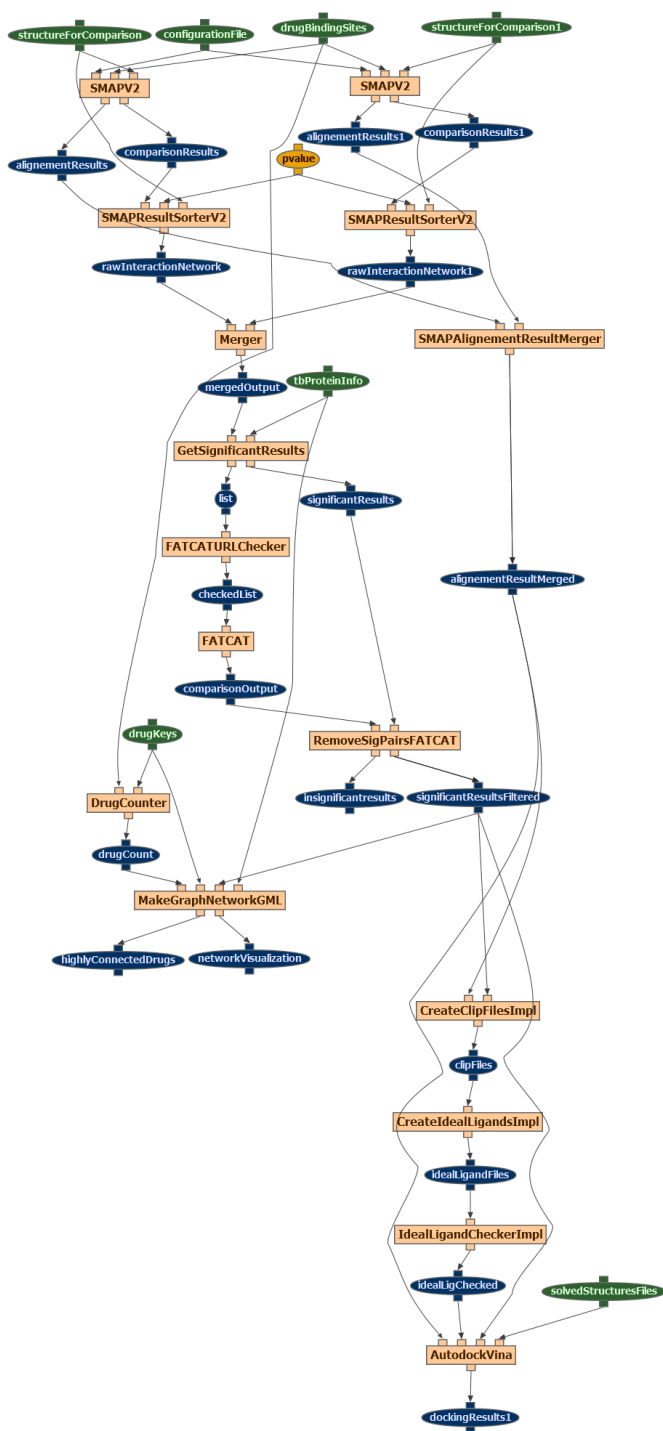 structureForComparison
configurationFile
drugBindingSites
structureForComparison1
SMAPV2
SMAPV2
alignementResults
comparisonResults
alignementResults1
comparisonResults1
pvalue
SMAPResultSorterV2
SMAPResultSorterV2
rawInteractionNetwork
rawInteractionNetwork1
Merger
SMAPAlignementResultMerger
mergedOutput
tbProteinInfo
GetSignificantResults
list
significantResults
FATCATURLChecker
alignementResultMerged
checkedList
FATCAT
comparisonOutput
drugKeys
RemoveSigPairsFATCAT
DrugCounter
insignificantresults
significantResultsFiltered
drugCount
MakeGraphNetworkGML
highlyConnectedDrugs
networkVisualization
CreateClipFilesImpl
clipFiles
CreateIdealLigandsImpl
idealLigandFiles
IdealLigandCheckerImpl
idealLigChecked
solvedStructuresFiles
AutodockVina
dockingResults1